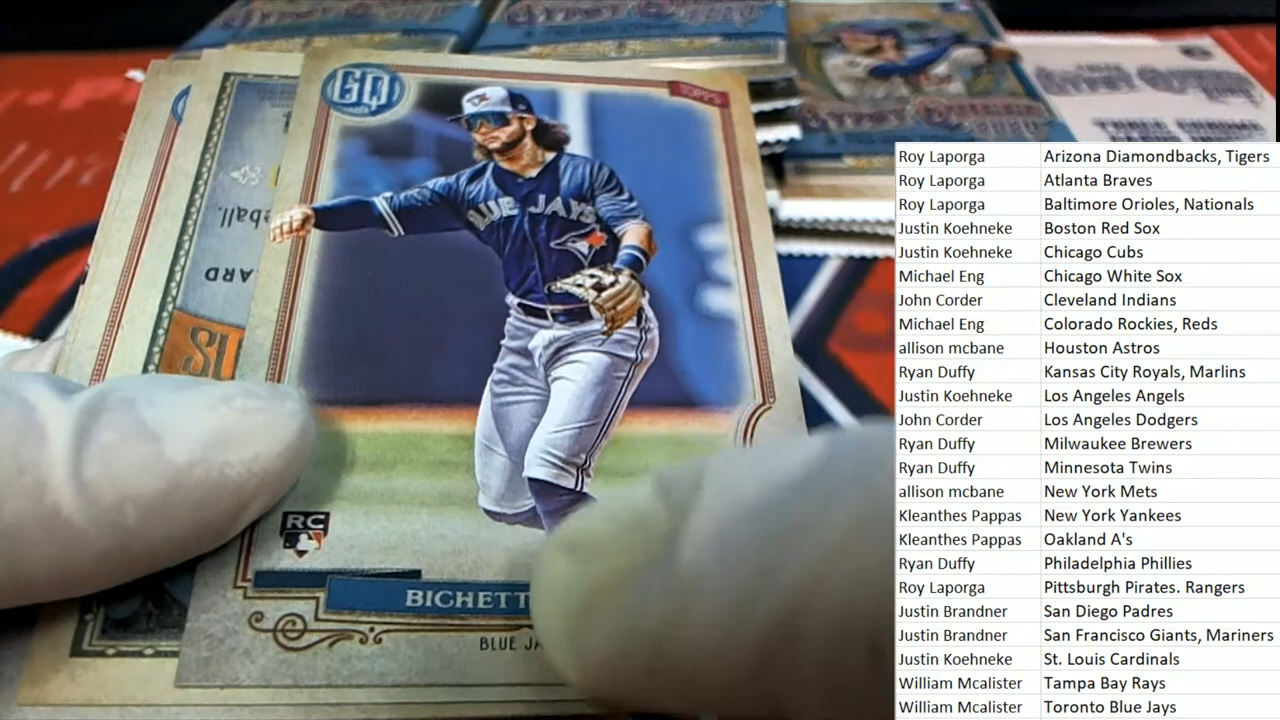 GQ
TOPPS
BLUE JAYS
RC
BICHETT
BLUE JA
GYPSY QUEEN
Roy Laporga Arizona Diamondbacks, Tigers
Roy Laporga Atlanta Braves
Roy Laporga Baltimore Orioles, Nationals
Justin Koehneke Boston Red Sox
Justin Koehneke Chicago Cubs
Michael Eng Chicago White Sox
John Corder Cleveland Indians
Michael Eng Colorado Rockies, Reds
allison mcbane Houston Astros
Ryan Duffy Kansas City Royals, Marlins
Justin Koehneke Los Angeles Angels
John Corder Los Angeles Dodgers
Ryan Duffy Milwaukee Brewers
Ryan Duffy Minnesota Twins
allison mcbane New York Mets
Kleanthes Pappas New York Yankees
Kleanthes Pappas Oakland A's
Ryan Duffy Philadelphia Phillies
Roy Laporga Pittsburgh Pirates. Rangers
Justin Brandner San Diego Padres
Justin Brandner San Francisco Giants, Mariners
Justin Koehneke St. Louis Cardinals
William Mcalister Tampa Bay Rays
William Mcalister Toronto Blue Jays